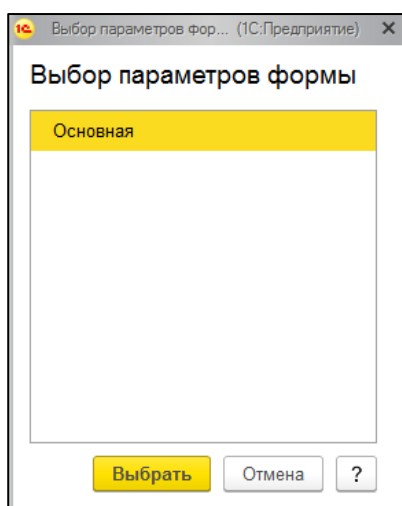 1С Выбор параметров фор... (1С:Предприятие) ×
Выбор параметров формы
Основная
Выбрать Отмена ?